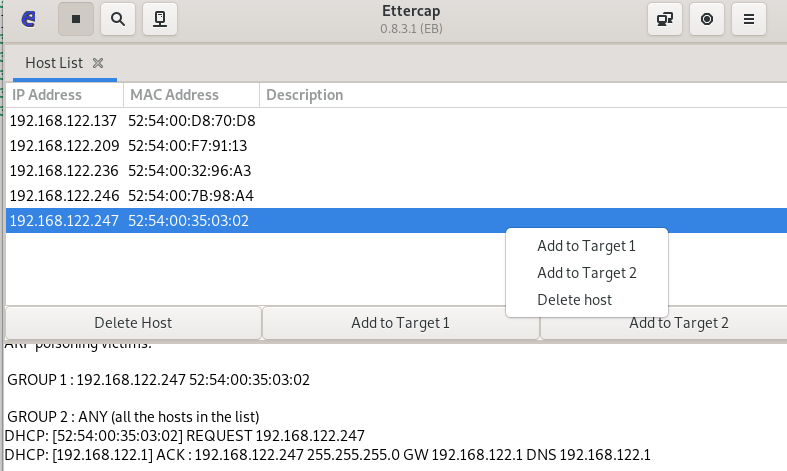 Ettercap
0.8.3.1 (EB)
Host List
IP Address MAC Address Description
192.168.122.137 52:54:00:D8:70:D8
192.168.122.209 52:54:00:F7:91:13
192.168.122.236 52:54:00:32:96:A3
192.168.122.246 52:54:00:7B:98:A4
192.168.122.247 52:54:00:35:03:02
Add to Target 1
Add to Target 2
Delete host
Delete Host Add to Target 1 Add to Target 2
ARP poisoning victims:
GROUP 1 : 192.168.122.247 52:54:00:35:03:02
GROUP 2 : ANY (all the hosts in the list)
DHCP: [52:54:00:35:03:02] REQUEST 192.168.122.247
DHCP: [192.168.122.1] ACK : 192.168.122.247 255.255.255.0 GW 192.168.122.1 DNS 192.168.122.1